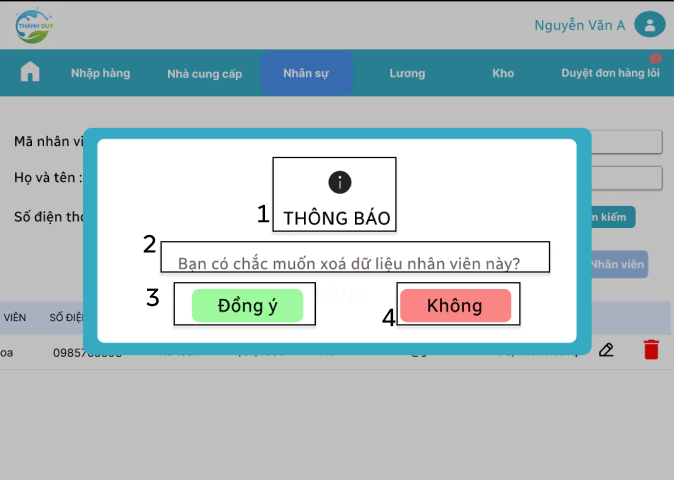 THÀNH DUY
Nguyễn Văn A
Nhập hàng
Nhà cung cấp
Nhân sự
Lương
Kho
Duyệt đơn hàng lỗi
Mã nhân vi
Họ và tên :
1
THÔNG BÁO
Số điện tho
m kiếm
2
Bạn có chắc muốn xoá dữ liệu nhân viên này?
Nhân viên
3
Đồng ý
4
Không
VIÊN
SỐ ĐIỆ
oa